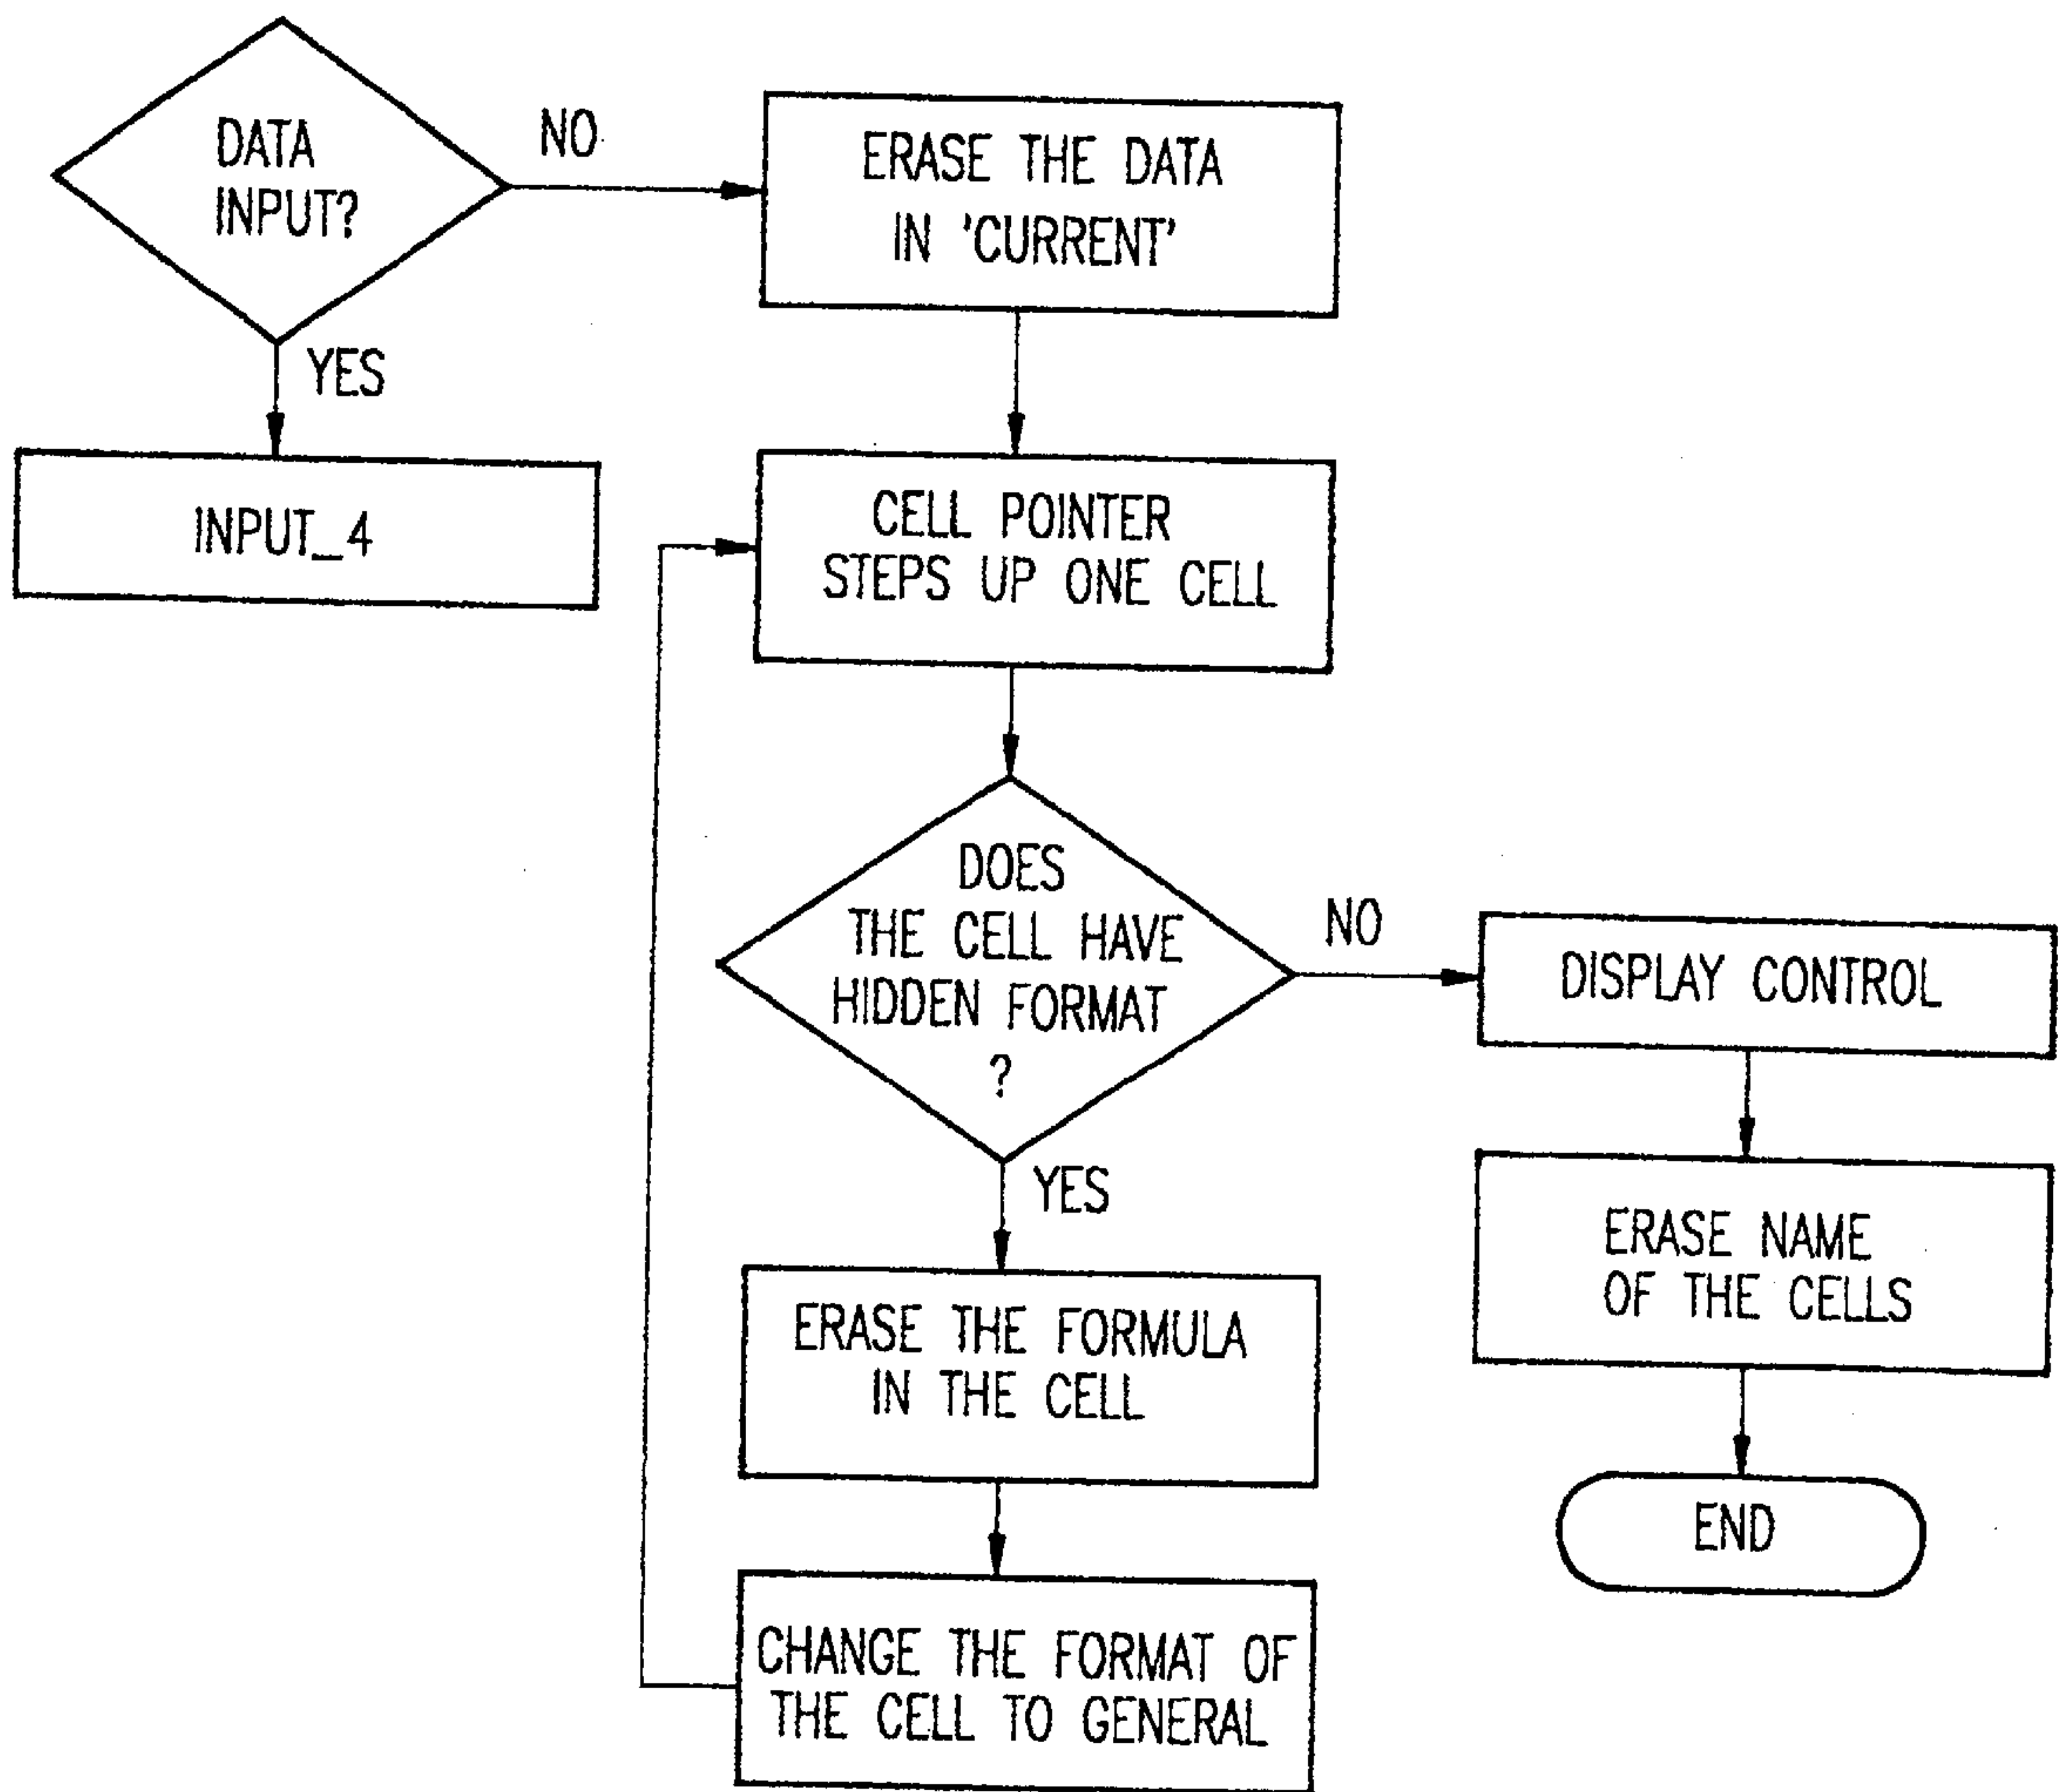 DATA
INPUT?
NO
ERASE THE DATA
IN 'CURRENT'
YES
INPUT_4
CELL POINTER
STEPS UP ONE CELL
DOES
THE CELL HAVE
HIDDEN FORMAT
?
NO
DISPLAY CONTROL
YES
ERASE NAME
OF THE CELLS
ERASE THE FORMULA
IN THE CELL
END
CHANGE THE FORMAT OF
THE CELL TO GENERAL